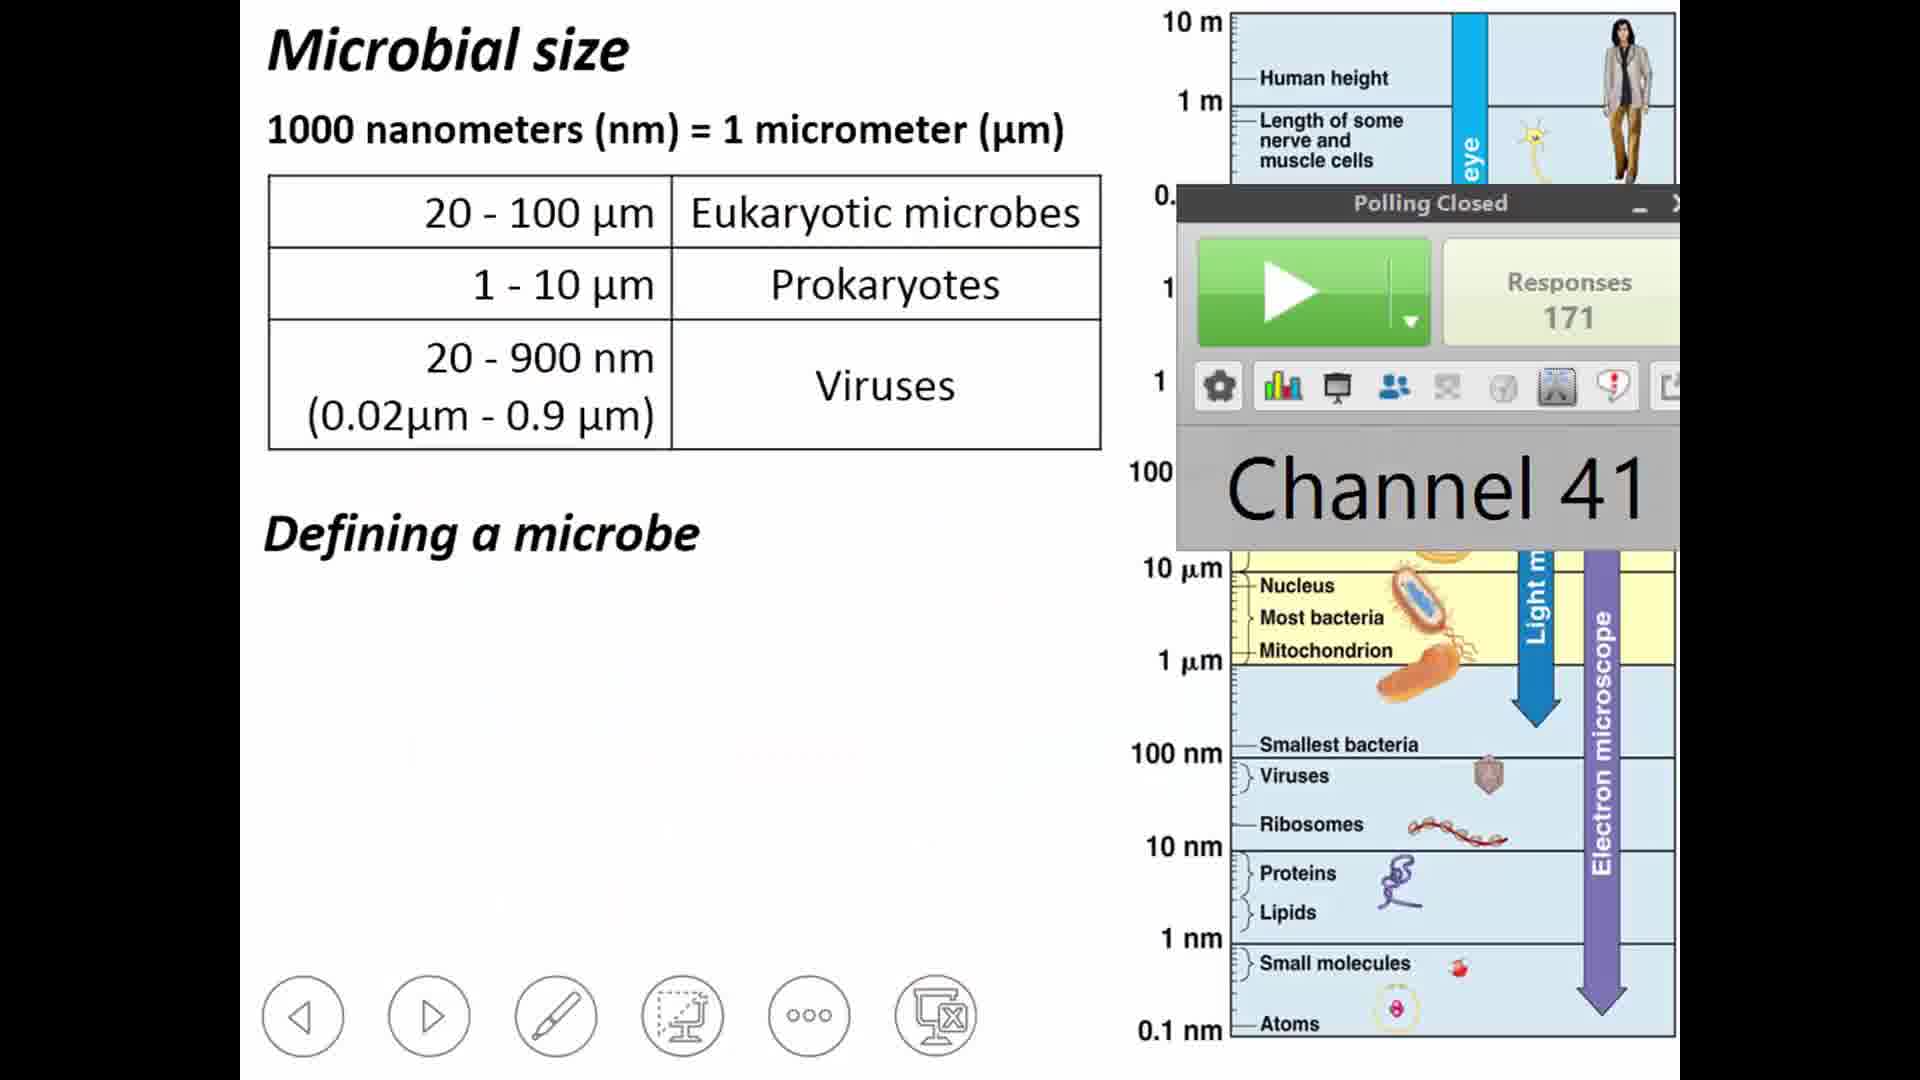 Microbial size
1000 nanometers (nm) = 1 micrometer (µm)
20 - 100 µm
Eukaryotic microbes
1 - 10 µm
Prokaryotes
20 - 900 nm
(0.02µm - 0.9 µm)
Viruses
Defining a microbe
10 m
Human height
1 m
Length of some
nerve and
muscle cells
eye
0.
Polling Closed
Responses
171
1
1
100
Channel 41
10 µm
Nucleus
Most bacteria
Mitochondrion
1 µm
Light m
Electron microscope
Smallest bacteria
100 nm
Viruses
Ribosomes
10 nm
Proteins
Lipids
1 nm
Small molecules
Atoms
0.1 nm